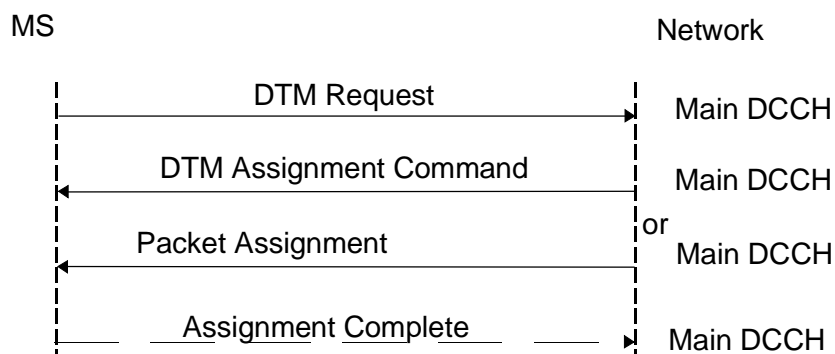 MS
Network
DTM Request
Main DCCH
DTM Assignment Command
Main DCCH
or
Packet Assignment
Main DCCH
Assignment Complete
Main DCCH